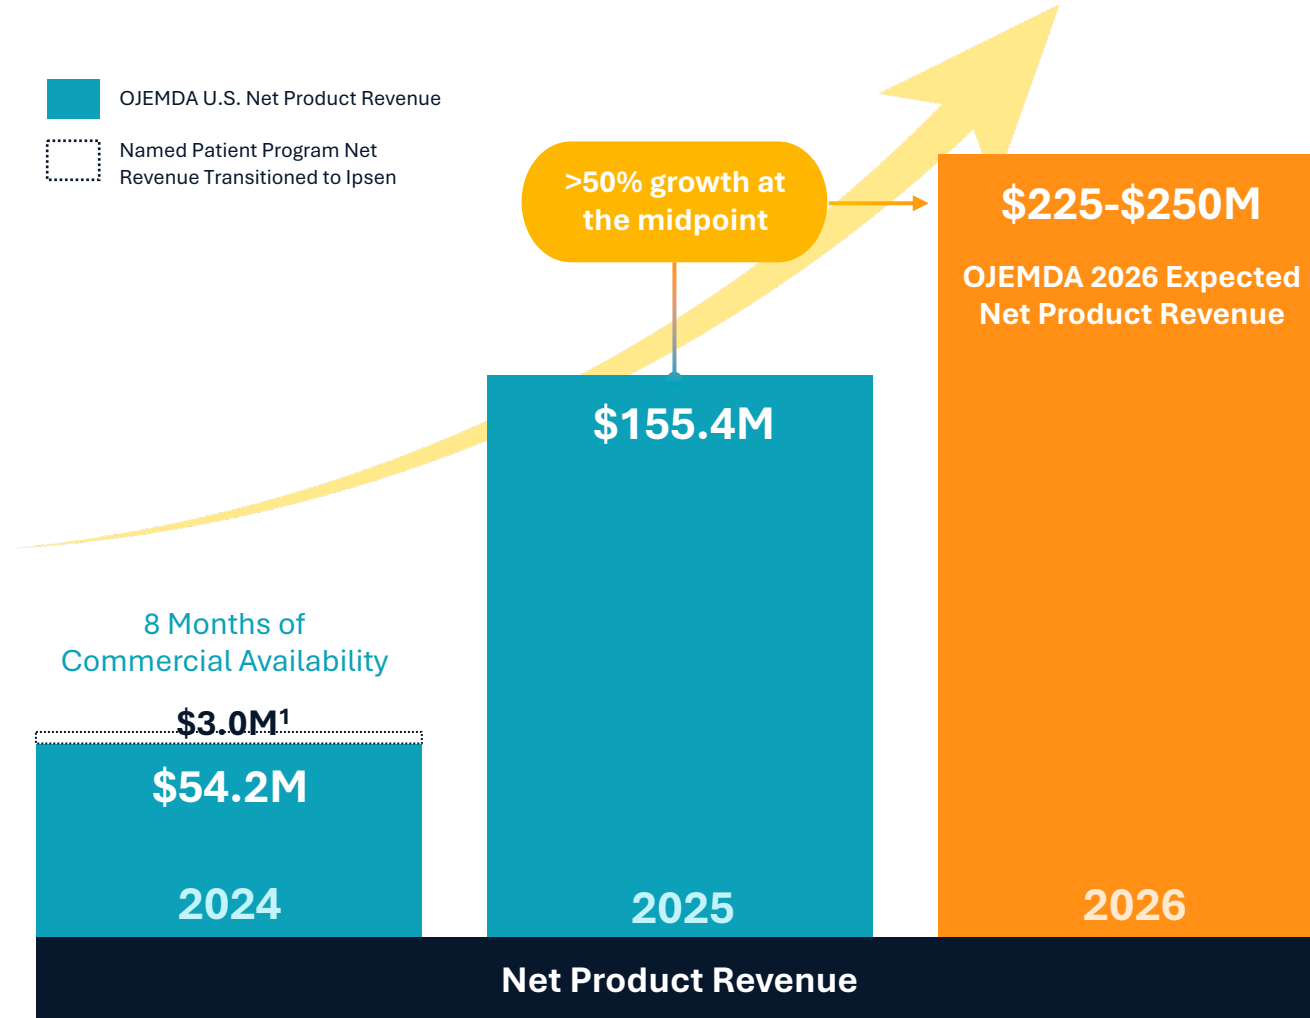 OJEMDA U.S. Net Product Revenue
Named Patient Program Net
Revenue Transitioned to Ipsen
>50% growth at
the midpoint
$225-$250M
OJEMDA 2026 Expected
Net Product Revenue
$155.4M
8 Months of
Commercial Availability
$3.0M¹
$54.2M
2024
2025
2026
Net Product Revenue